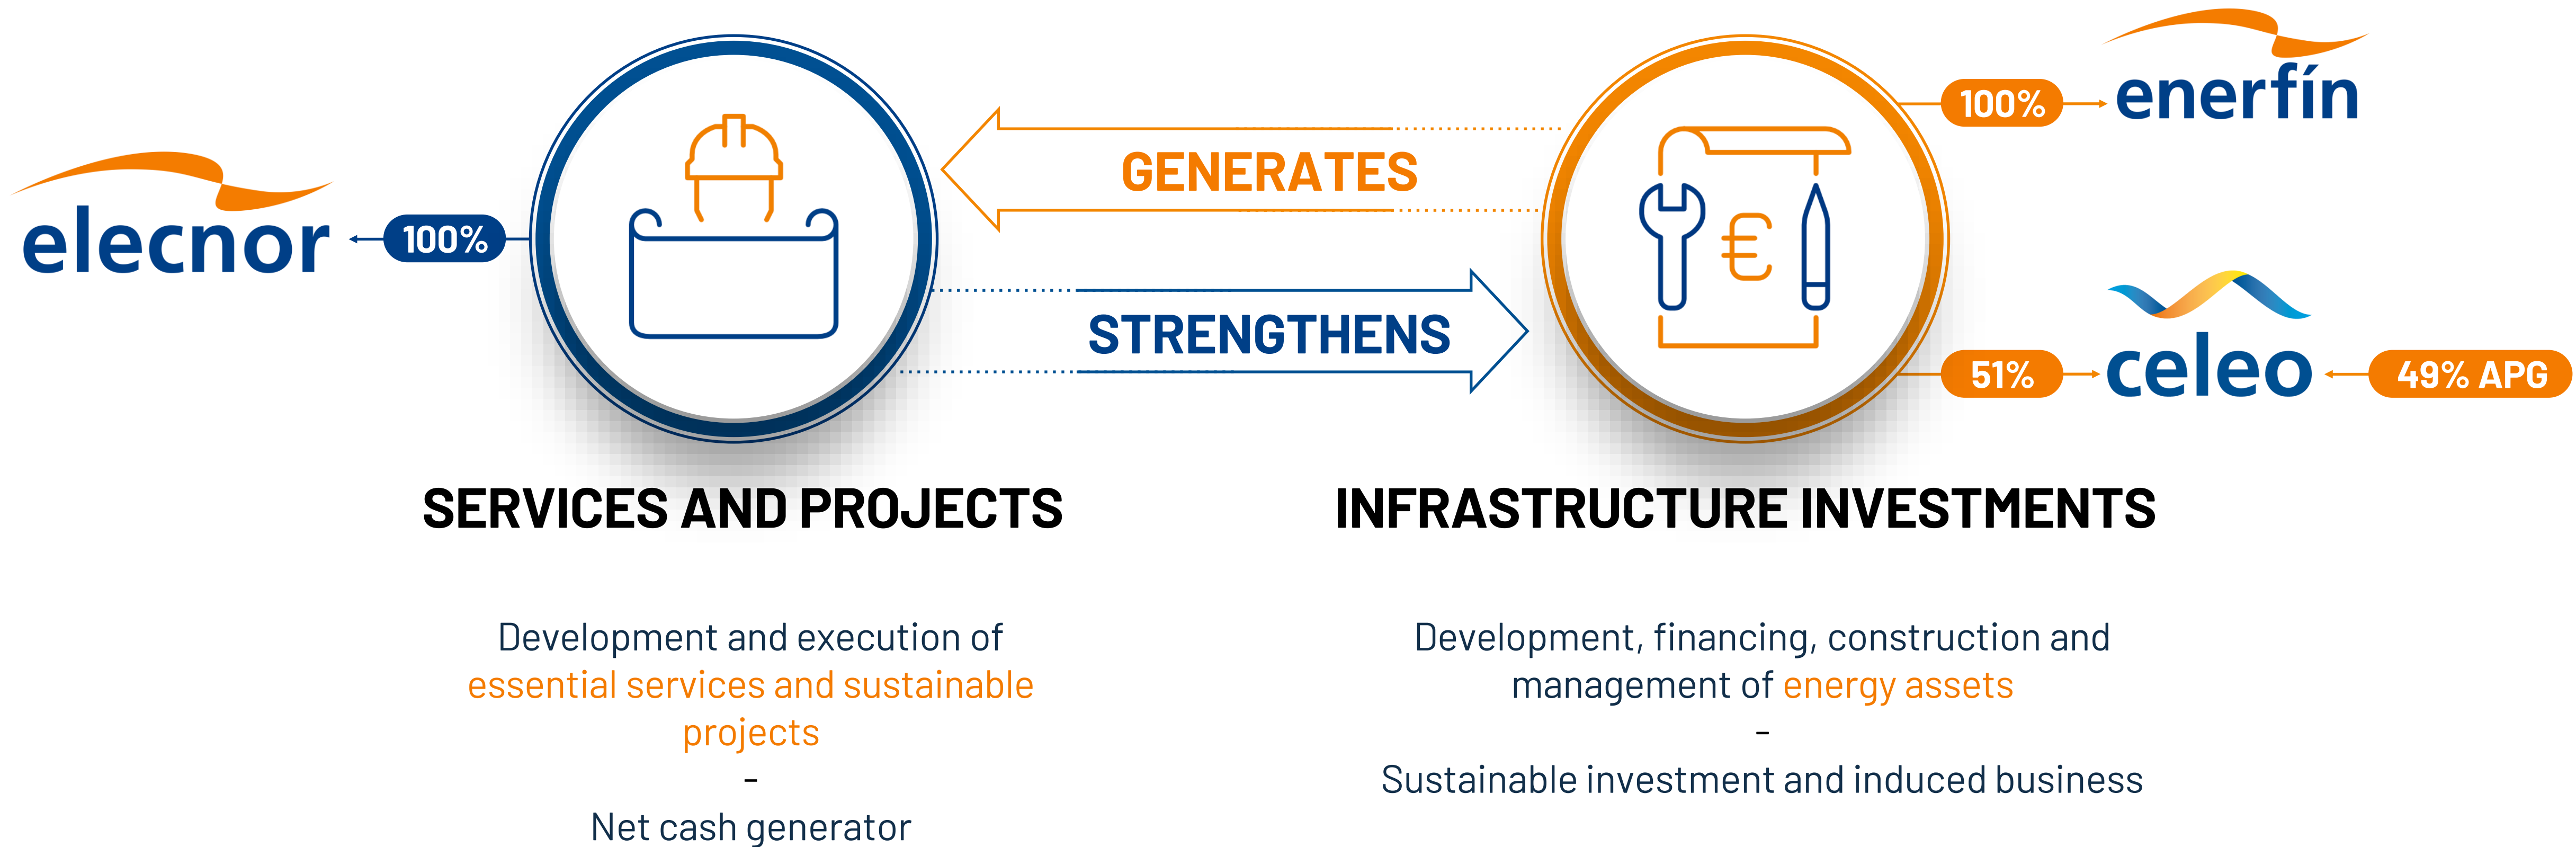 elecnor
100%
GENERATES
STRENGTHENS
€
100%
enerfín
51%
celeo
49% APG
SERVICES AND PROJECTS
Development and execution of
essential services and sustainable
projects
-
Net cash generator
INFRASTRUCTURE INVESTMENTS
Development, financing, construction and
management of energy assets
-
Sustainable investment and induced business